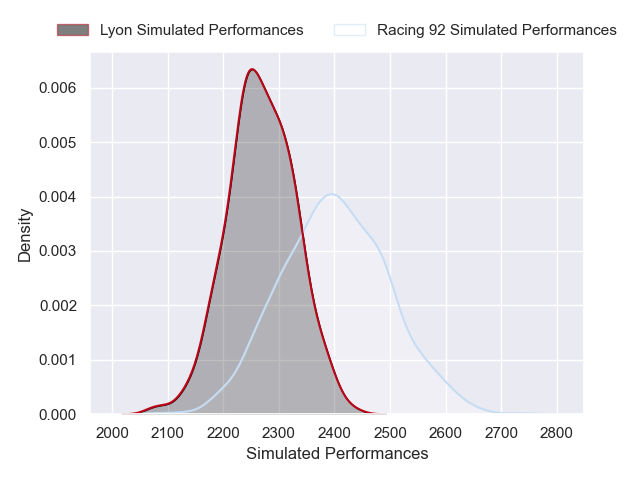 Lyon Simulated Performances Racing 92 Simulated Performances
0.006
0.005
0.004
0.003
0.002
0.001
0.000
Density
2000 2100 2200 2300 2400 2500 2600 2700 2800
Simulated Performances